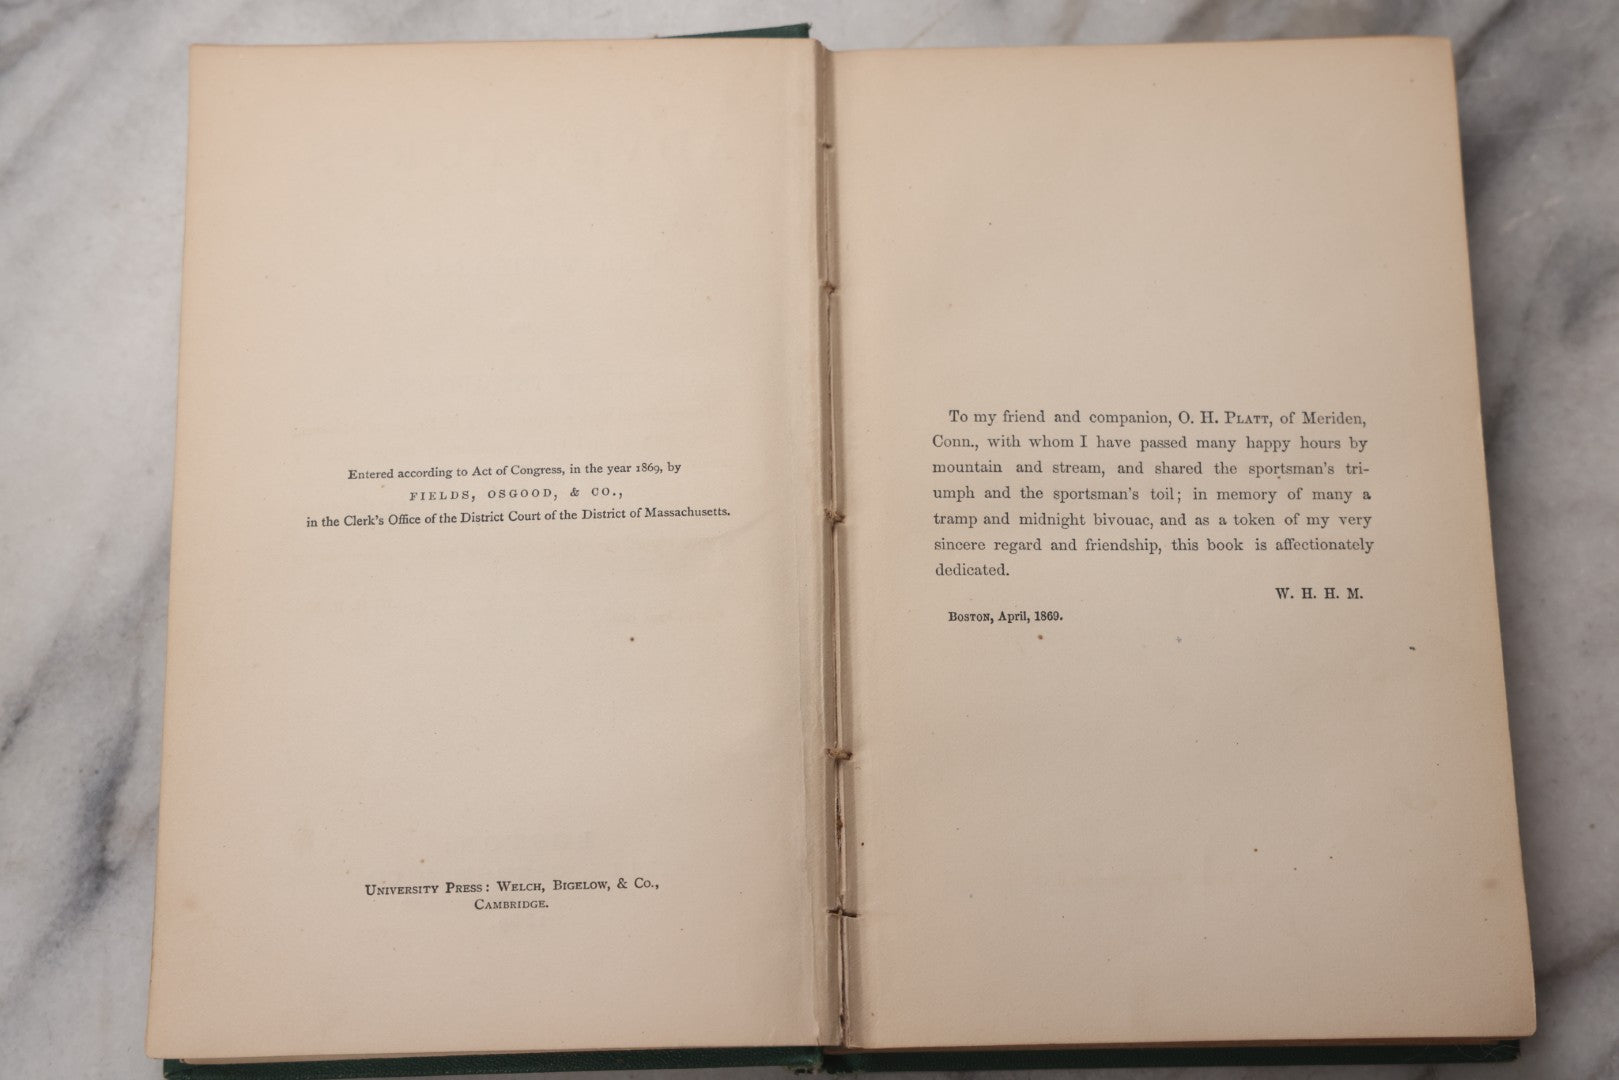 Entered according to Act of Congress, in the year 1869, by
FIELDS, OSGOOD, & CO.,
in the Clerk's Office of the District Court of the District of Massachusetts.
UNIVERSITY PRESS: WELCH, BIGELOW, & CO.,
CAMBRIDGE.
To my friend and companion, O. H. PLATT, of Meriden,
Conn., with whom I have passed many happy hours by
mountain and stream, and shared the sportsman's tri-
umph and the sportsman's toil; in memory of many a
tramp and midnight bivouac, and as a token of my very
sincere regard and friendship, this book is affectionately
dedicated.
W. H. H. M.
BOSTON, April, 1869.